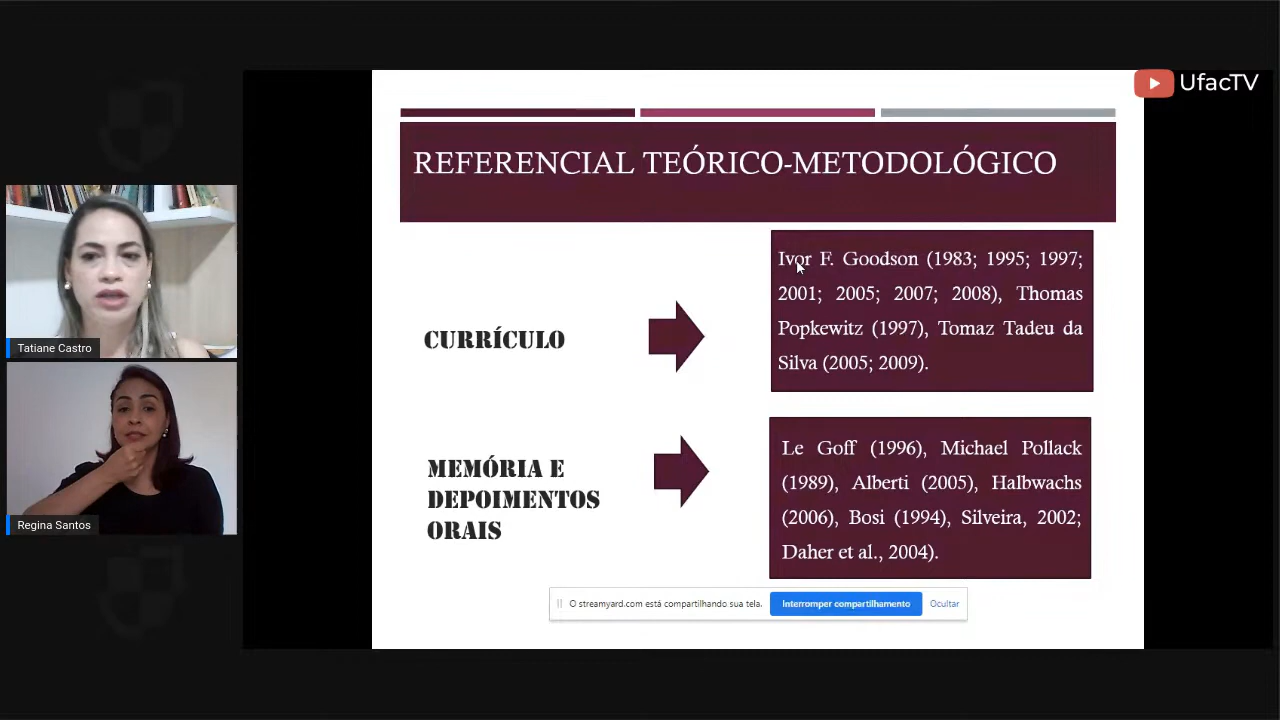 UfacTV
REFERENCIAL TEÓRICO-METODOLÓGICO
CURRÍCULO
Ivor F. Goodson (1983; 1995; 1997;
2001; 2005; 2007; 2008), Thomas
Popkewitz (1997), Tomaz Tadeu da
Silva (2005; 2009).
MEMÓRIA E
DEPOIMENTOS
ORAIS
Le Goff (1996), Michael Pollack
(1989), Alberti (2005), Halbwachs
(2006), Bosi (1994), Silveira, 2002;
Daher et al., 2004).
Tatiane Castro
Regina Santos
O streamyard.com está compartilhando sua tela.
Interromper compartilhamento
Ocultar